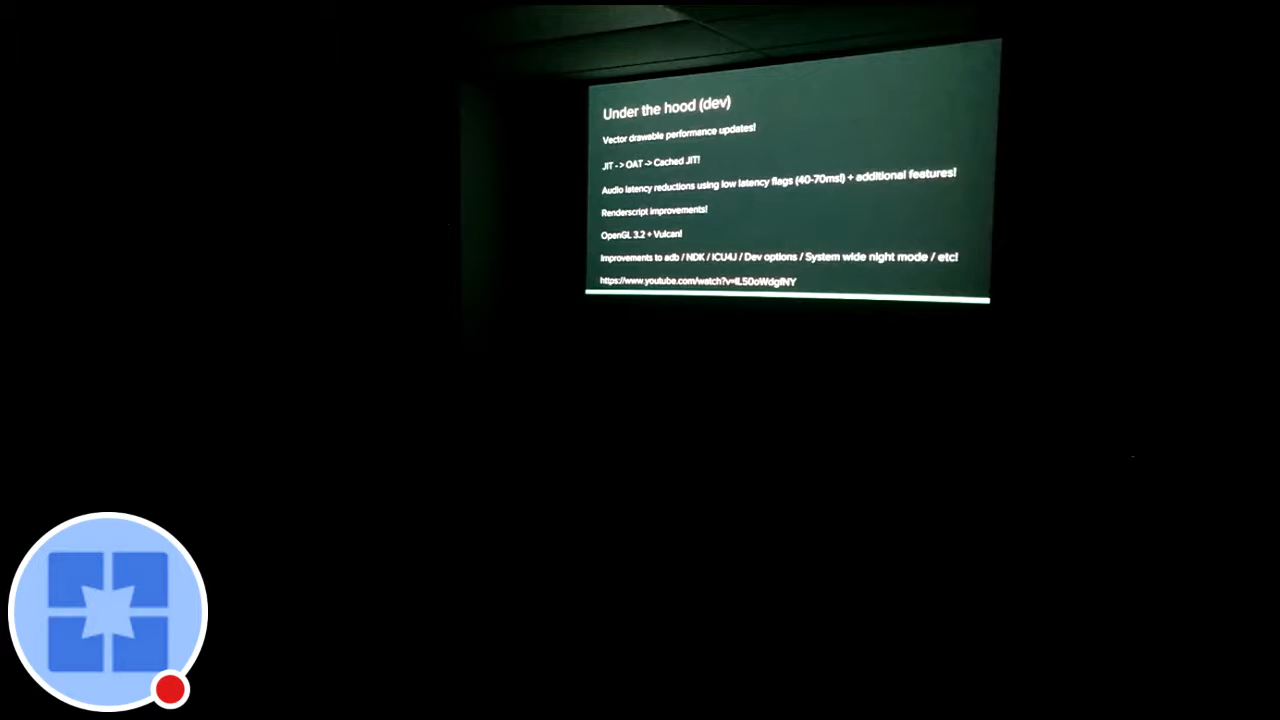 Under the hood (dev)
Vector drawable performance updates!
JIT - > OAT -> Cached JIT!
Audio latency reductions using low latency flags (40-70ms!) + additional features!
Renderscript improvements!
OpenGL 3.2 + Vulcan!
Improvements to adb / NDK / ICU4J / Dev options / System wide night mode / etc!